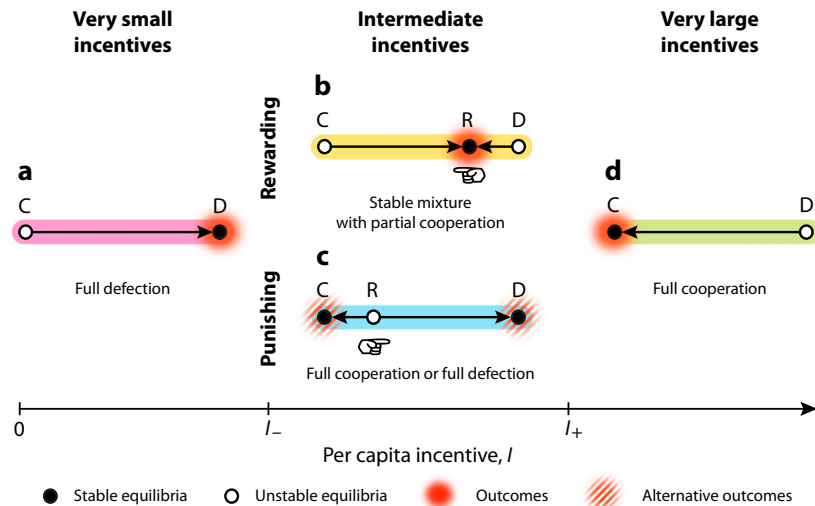 Very small
incentives
Intermediate
incentives
Very large
incentives
a
C
D
Full defection
Rewarding
b
C
R
D
Stable mixture
with partial cooperation
Punishing
c
C
R
D
Full cooperation or full defection
d
C
D
Full cooperation
0
I−
I+
Per capita incentive, I
Stable equilibria
Unstable equilibria
Outcomes
Alternative outcomes